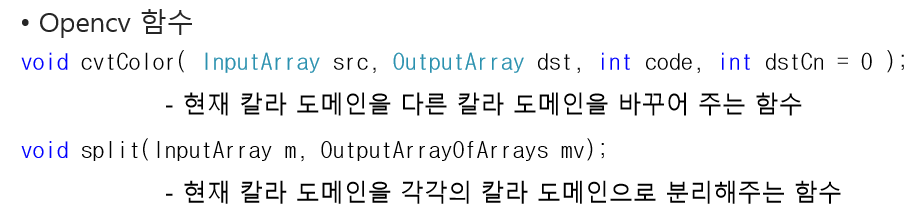 • Opencv 함수
void cvtColor( InputArray src, OutputArray dst, int code, int dstCn = 0 );
- 현재 칼라 도메인을 다른 칼라 도메인을 바꾸어 주는 함수
void split(InputArray m, OutputArrayOfArrays mv);
- 현재 칼라 도메인을 각각의 칼라 도메인으로 분리해주는 함수